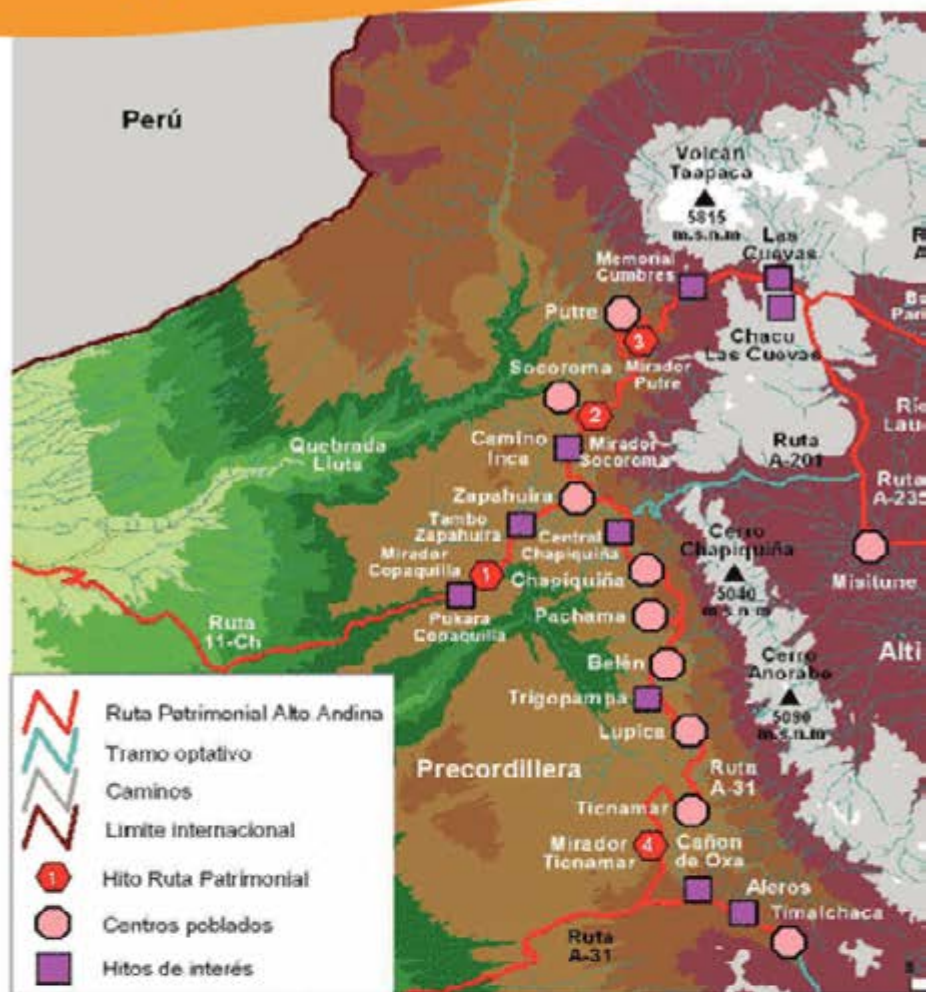 Perú
Volcán
Taapaca
5815
m.s.n.m
Las
Cuevas
Memorial
Cumbres
Putre
3
Mirador
Putre
Chacu
Las Cuevas
Socoroma
2
Mirador
Socoroma
Camino
Inca
Quebrada
Lluta
Ruta
A-201
Ruta
A-235
Zapahuira
Tambo
Zapahuira
Central
Chapiquiña
Cerro
Chapiquiña
5040
m.s.n.m
Misitune
Mirador
Copaquilla
1
Chapiquiña
Pukara
Copaquilla
Pachama
Ruta
11-Ch
Belén
Cerro
Anorabe
5090
m.s.n.m
Alti
Trigopampa
Lupica
Precordillera
Ruta
A-31
Ticnamar
Mirador
Ticnamar
4
Cañon
de Oxa
Aleros
Timalchaca
Ruta
A-31
Ruta Patrimonial Alto Andina
Tramo optativo
Caminos
Limite internacional
1
Hito Ruta Patrimonial
Centros poblados
Hitos de interés